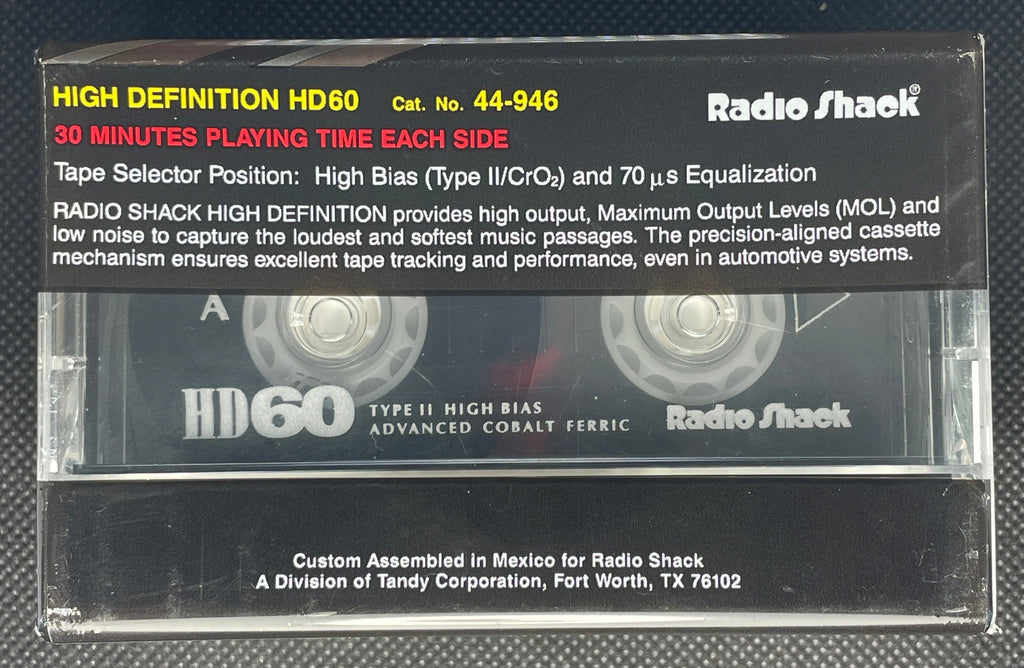 HIGH DEFINITION HD60 Cat. No. 44-946
Radio Shack®
30 MINUTES PLAYING TIME EACH SIDE
Tape Selector Position: High Bias (Type II/CrO₂) and 70 μs Equalization
RADIO SHACK HIGH DEFINITION provides high output, Maximum Output Levels (MOL) and
low noise to capture the loudest and softest music passages. The precision-aligned cassette
mechanism ensures excellent tape tracking and performance, even in automotive systems.
A
HD60
TYPE II HIGH BIAS
ADVANCED COBALT FERRIC
Radio Shack
Custom Assembled in Mexico for Radio Shack
A Division of Tandy Corporation, Fort Worth, TX 76102